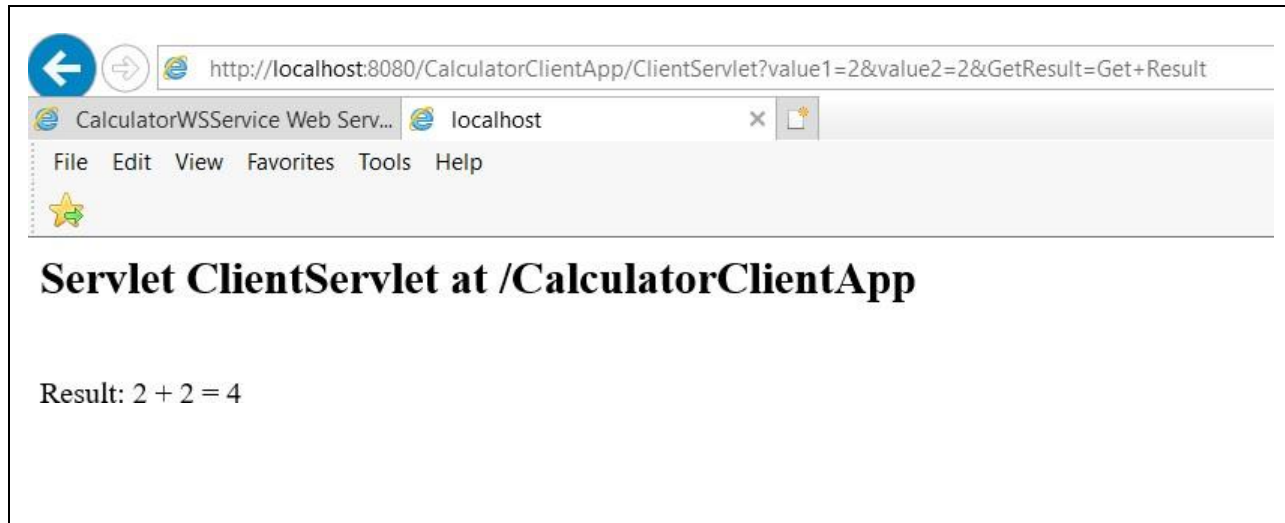 http://localhost:8080/CalculatorClientApp/ClientServlet?value1=2&value2=2&GetResult=Get+Result
CalculatorWSService Web Serv... localhost
File Edit View Favorites Tools Help
Servlet ClientServlet at /CalculatorClientApp
Result: 2 + 2 = 4